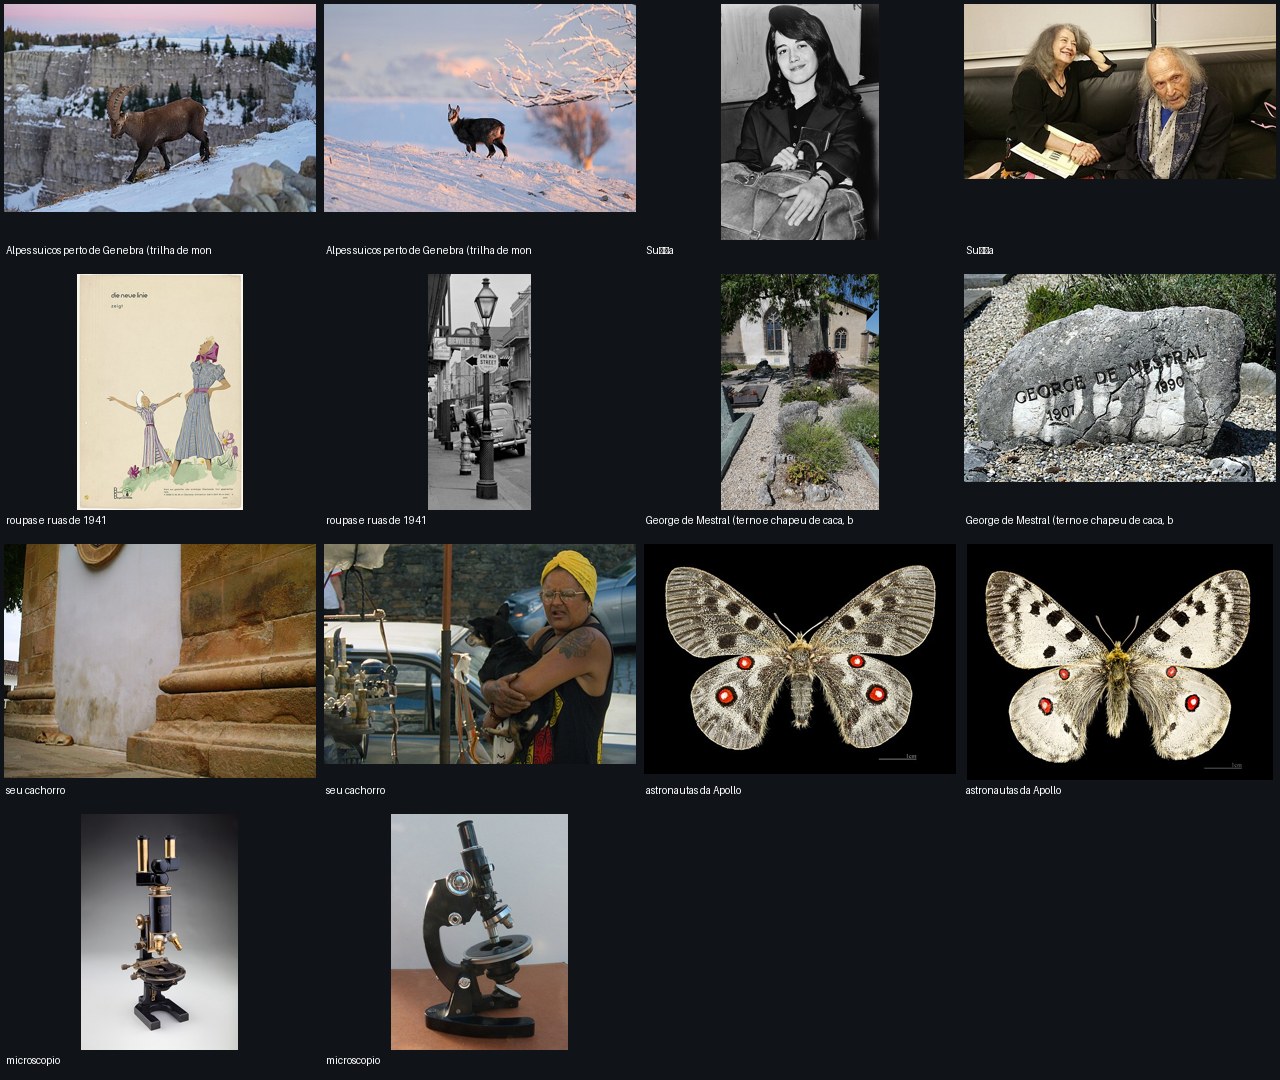 Alpes suicos perto de Genebra (trilha de mon
Alpes suicos perto de Genebra (trilha de mon
die neue linie
zeigt
ONE WAY
STREET
GEORGE DE MESTRAL
1907
1990
roupas e ruas de 1941
roupas e ruas de 1941
George de Mestral (terno e chapeu de caca, b
George de Mestral (terno e chapeu de caca, b
seu cachorro
seu cachorro
astronautas da Apollo
astronautas da Apollo
microscopio
microscopio